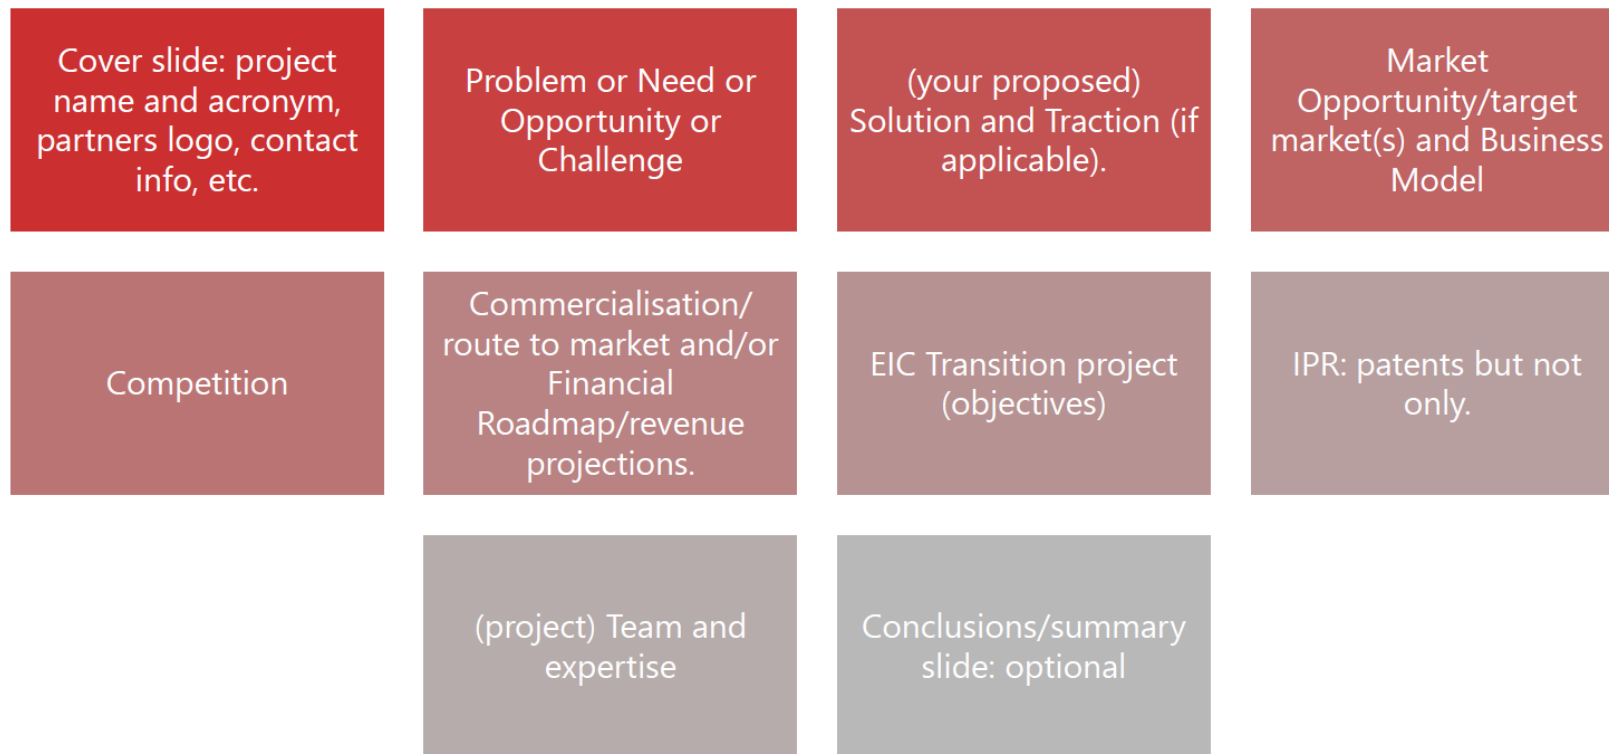 Cover slide: project
name and acronym,
partners logo, contact
info, etc.
Problem or Need or
Opportunity or
Challenge
(your proposed)
Solution and Traction (if
applicable).
Market
Opportunity/target
market(s) and Business
Model
Competition
Commercialisation/
route to market and/or
Financial
Roadmap/revenue
projections.
EIC Transition project
(objectives)
IPR: patents but not
only.
(project) Team and
expertise
Conclusions/summary
slide: optional